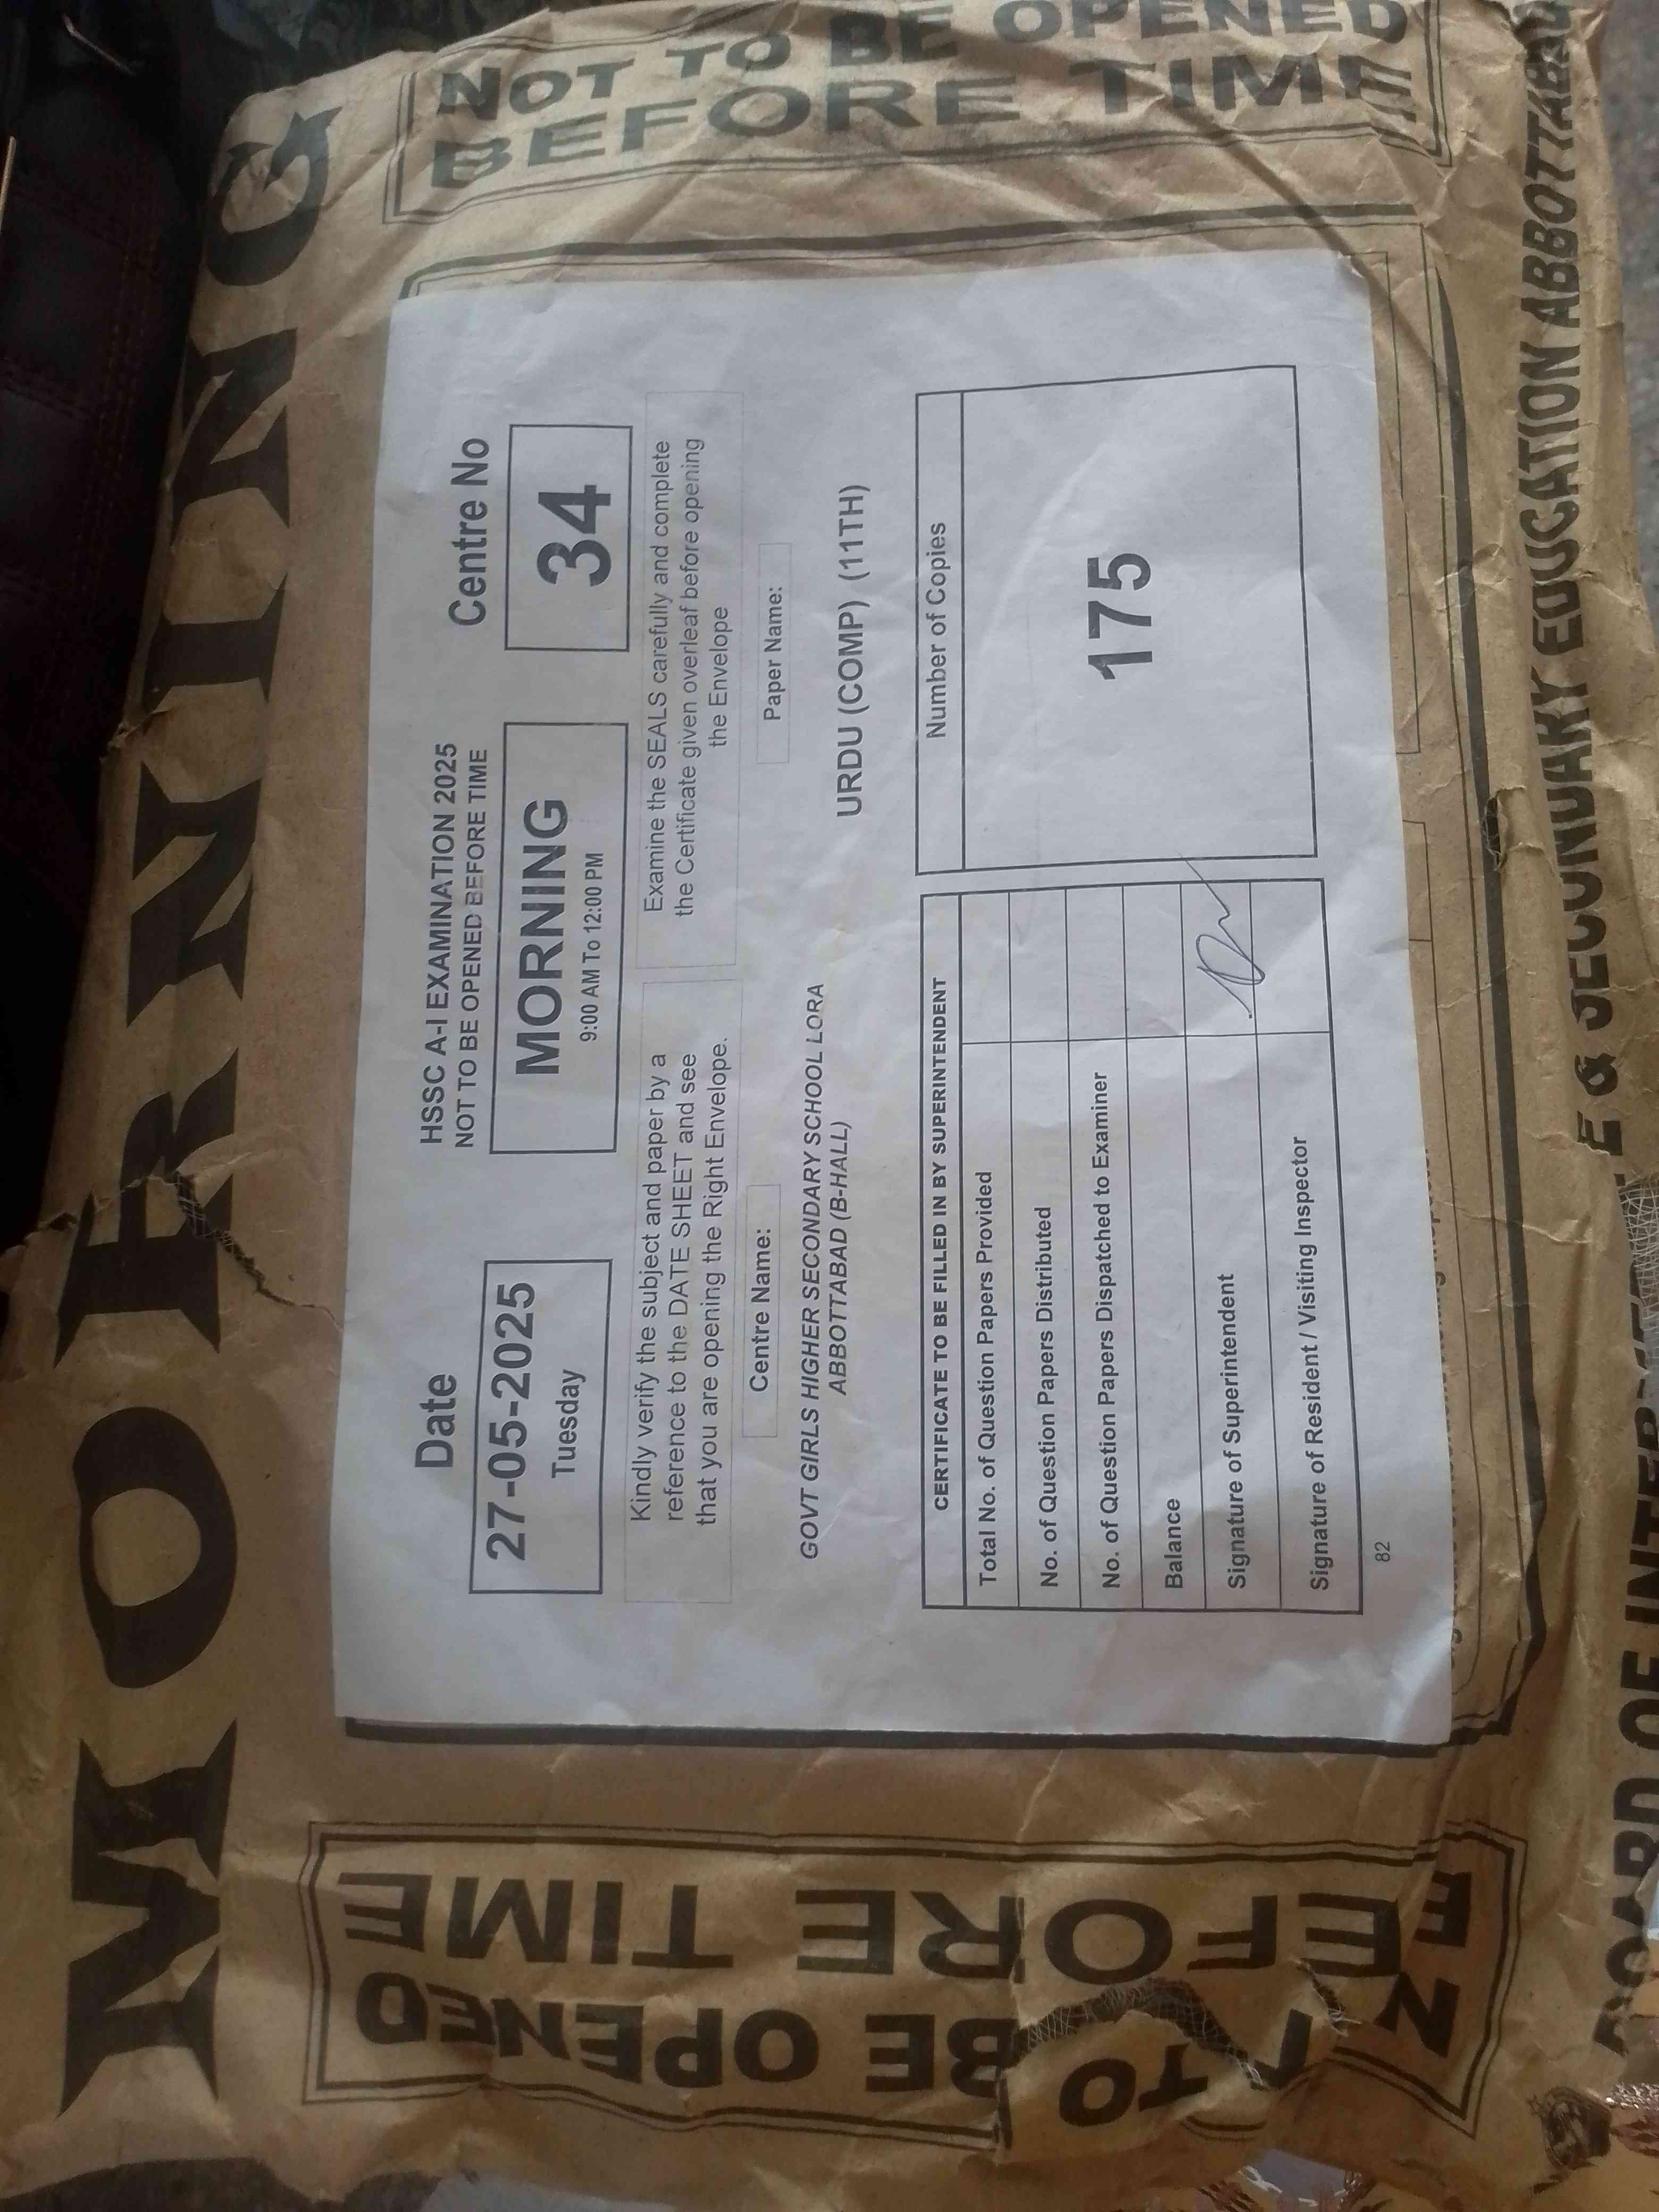 MORNING
NOT TO BE OPENED
BEFORE TIME
BEFORE TIME
TO BE OPENED
Date
27-05-2025
Tuesday
HSSC A-I EXAMINATION 2025
NOT TO BE OPENED BEFORE TIME
MORNING
9:00 AM To 12:00 PM
Centre No
34
Kindly verify the subject and paper by a
reference to the DATE SHEET and see
that you are opening the Right Envelope.
Examine the SEALS carefully and complete
the Certificate given overleaf before opening
the Envelope
Centre Name:
GOVT GIRLS HIGHER SECONDARY SCHOOL LORA
ABBOTTABAD (B-HALL)
Paper Name:
URDU (COMP) (11TH)
CERTIFICATE TO BE FILLED IN BY SUPERINTENDENT
Total No. of Question Papers Provided
No. of Question Papers Distributed
No. of Question Papers Dispatched to Examiner
Balance
Signature of Superintendent
Signature of Resident / Visiting Inspector
Number of Copies
175
82
BOARD OF INTERMEDIATE & SECONDARY EDUCATION ABBOTTABAD